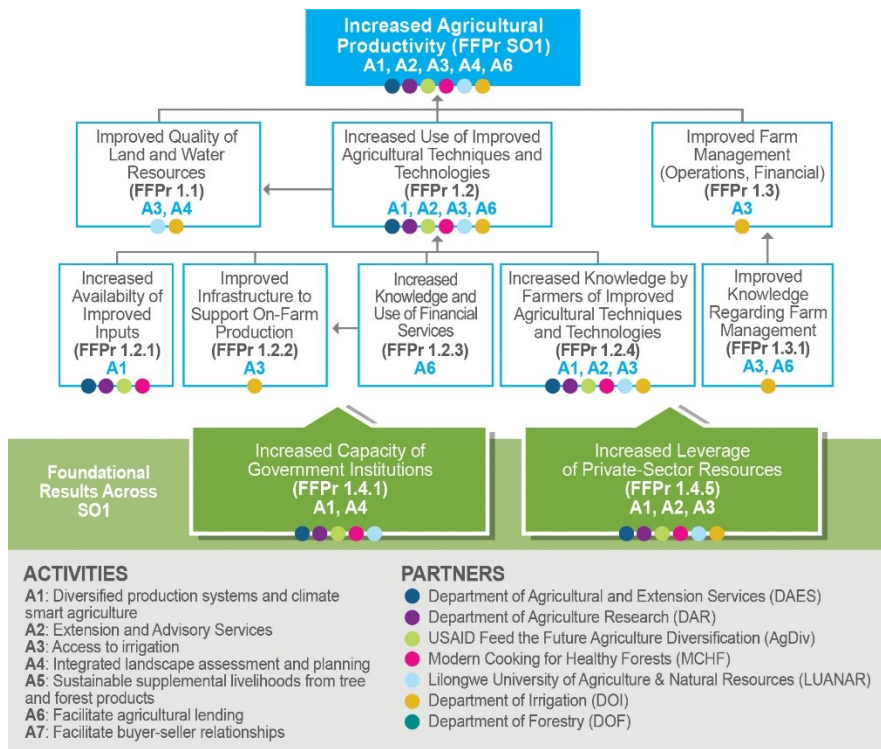 Increased Agricultural
Productivity (FFPr SO1)
A1, A2, A3, A4, A6
Improved Quality of
Land and Water
Resources
(FFPr 1.1)
A3, A4
Increased Use of Improved
Agricultural Techniques and
Technologies
(FFPr 1.2)
A1, A2, A3, A6
Improved Farm
Management
(Operations, Financial)
(FFPr 1.3)
A3
Increased
Availabilty of
Improved
Inputs
(FFPr 1.2.1)
A1
Improved
Infrastructure to
Support On-Farm
Production
(FFPr 1.2.2)
A3
Increased
Knowledge and
Use of Financial
Services
(FFPr 1.2.3)
A6
Increased Knowledge by
Farmers of Improved
Agricultural Techniques
and Technologies
(FFPr 1.2.4)
A1, A2, A3
Improved
Knowledge
Regarding Farm
Management
(FFPr 1.3.1)
A3, A6
Foundational
Results Across
SO1
Increased Capacity of
Government Institutions
(FFPr 1.4.1)
A1, A4
Increased Leverage
of Private-Sector Resources
(FFPr 1.4.5)
A1, A2, A3
ACTIVITIES
A1: Diversified production systems and climate
smart agriculture
A2: Extension and Advisory Services
A3: Access to irrigation
A4: Integrated landscape assessment and planning
A5: Sustainable supplemental livelihoods from tree
and forest products
A6: Facilitate agricultural lending
A7: Facilitate buyer-seller relationships
PARTNERS
Department of Agricultural and Extension Services (DAES)
Department of Agriculture Research (DAR)
USAID Feed the Future Agriculture Diversification (AgDiv)
Modern Cooking for Healthy Forests (MCHF)
Lilongwe University of Agriculture & Natural Resources (LUANAR)
Department of Irrigation (DOI)
Department of Forestry (DOF)